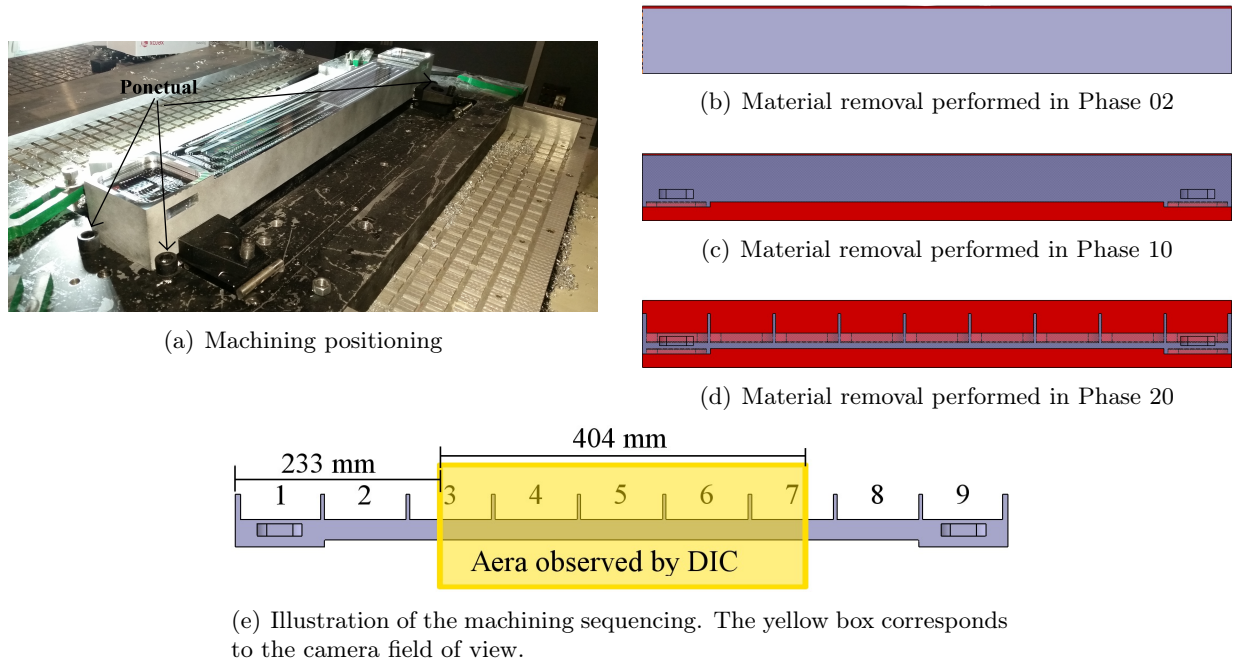 Ponctual
(a) Machining positioning
(b) Material removal performed in Phase 02
(c) Material removal performed in Phase 10
(d) Material removal performed in Phase 20
404 mm
233 mm
1 2 3 4 5 6 7 8 9
Aera observed by DIC
(e) Illustration of the machining sequencing. The yellow box corresponds
to the camera field of view.